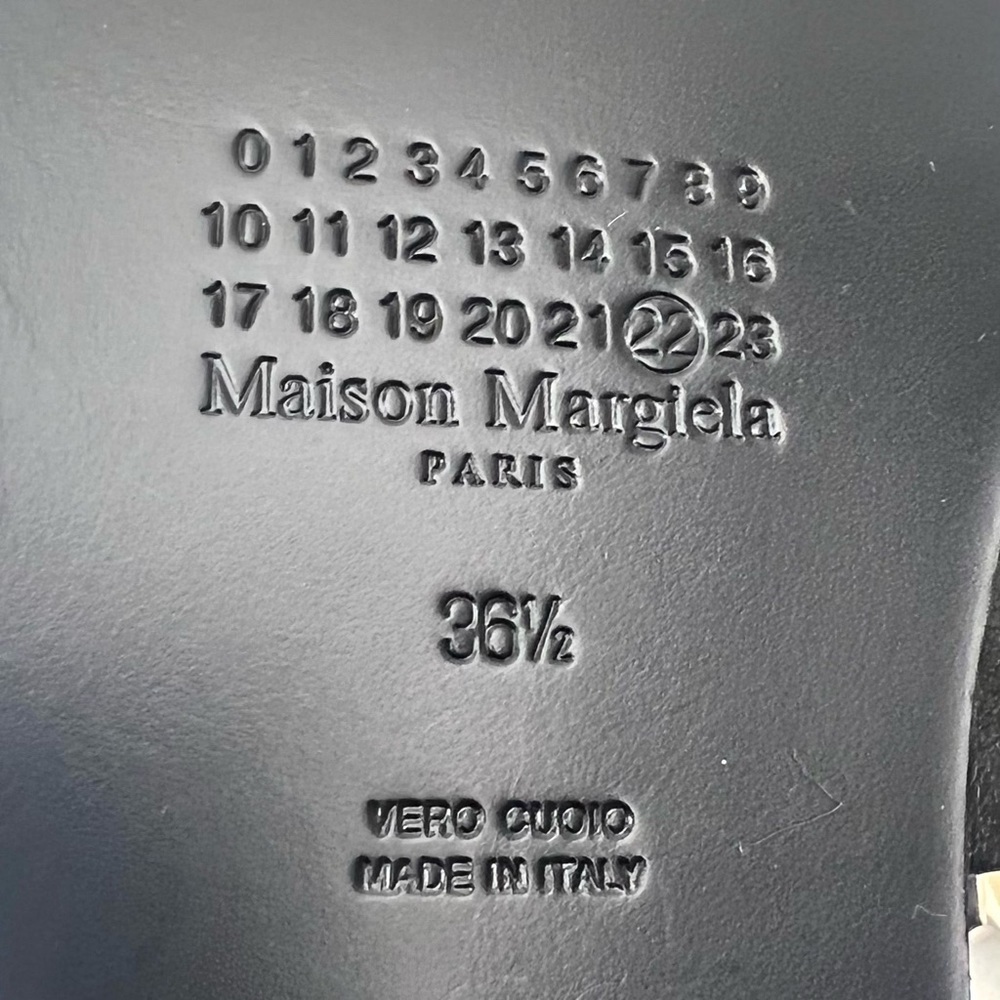 0 1 2 3 4 5 6 7 8 9
10 11 12 13 14 15 16
17 18 19 20 21 22 23
Maison Margiela
PARIS
36½
VERO CUOIO
MADE IN ITALY